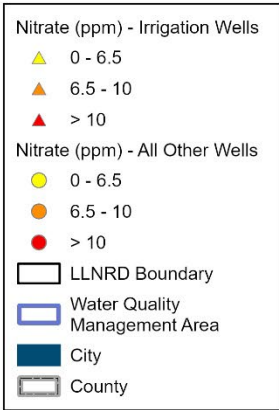 Nitrate (ppm) - Irrigation Wells
0 - 6.5
6.5 - 10
> 10
Nitrate (ppm) - All Other Wells
0 - 6.5
6.5 - 10
> 10
LLNRD Boundary
Water Quality
Management Area
City
County